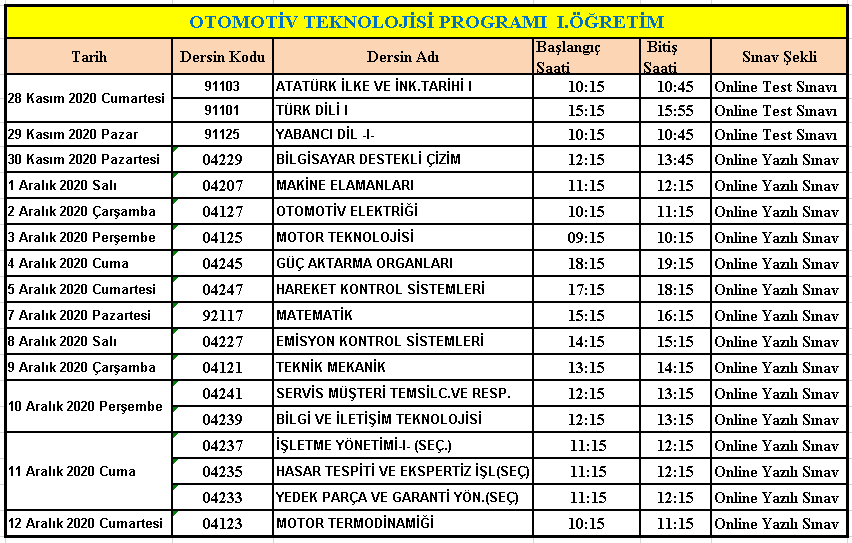 OTOMOTİV TEKNOLOJİSİ PROGRAMI I.ÖĞRETİM
Tarih Dersin Kodu Dersin Adı Başlangıç Saati Bitiş Saati Sınav Şekli
28 Kasım 2020 Cumartesi 91103 ATATÜRK İLKE VE İNK.TARİHİ I 10:15 10:45 Online Test Sınavı
91101 TÜRK DİLİ I 15:15 15:55 Online Test Sınavı
29 Kasım 2020 Pazar 91125 YABANCI DİL -I- 10:15 10:45 Online Test Sınavı
30 Kasım 2020 Pazartesi 04229 BİLGİSAYAR DESTEKLİ ÇİZİM 12:15 13:45 Online Yazılı Sınav
1 Aralık 2020 Salı 04207 MAKİNE ELAMANLARI 11:15 12:15 Online Yazılı Sınav
2 Aralık 2020 Çarşamba 04127 OTOMOTİV ELEKTRİĞİ 10:15 11:15 Online Yazılı Sınav
3 Aralık 2020 Perşembe 04125 MOTOR TEKNOLOJİSİ 09:15 10:15 Online Yazılı Sınav
4 Aralık 2020 Cuma 04245 GÜÇ AKTARMA ORGANLARI 18:15 19:15 Online Yazılı Sınav
5 Aralık 2020 Cumartesi 04247 HAREKET KONTROL SİSTEMLERİ 17:15 18:15 Online Yazılı Sınav
7 Aralık 2020 Pazartesi 92117 MATEMATİK 15:15 16:15 Online Yazılı Sınav
8 Aralık 2020 Salı 04227 EMİSYON KONTROL SİSTEMLERİ 14:15 15:15 Online Yazılı Sınav
9 Aralık 2020 Çarşamba 04121 TEKNİK MEKANİK 13:15 14:15 Online Yazılı Sınav
10 Aralık 2020 Perşembe 04241 SERVİS MÜŞTERİ TEMSİLC.VE RESP. 12:15 13:15 Online Yazılı Sınav
04239 BİLGİ VE İLETİŞİM TEKNOLOJİSİ 12:15 13:15 Online Yazılı Sınav
11 Aralık 2020 Cuma 04237 İŞLETME YÖNETİMİ-I- (SEÇ.) 11:15 12:15 Online Yazılı Sınav
04235 HASAR TESPİTİ VE EKSPERTİZ İŞL(SEÇ) 11:15 12:15 Online Yazılı Sınav
04233 YEDEK PARÇA VE GARANTİ YÖN.(SEÇ) 11:15 12:15 Online Yazılı Sınav
12 Aralık 2020 Cumartesi 04123 MOTOR TERMODİNAMİĞİ 10:15 11:15 Online Yazılı Sınav